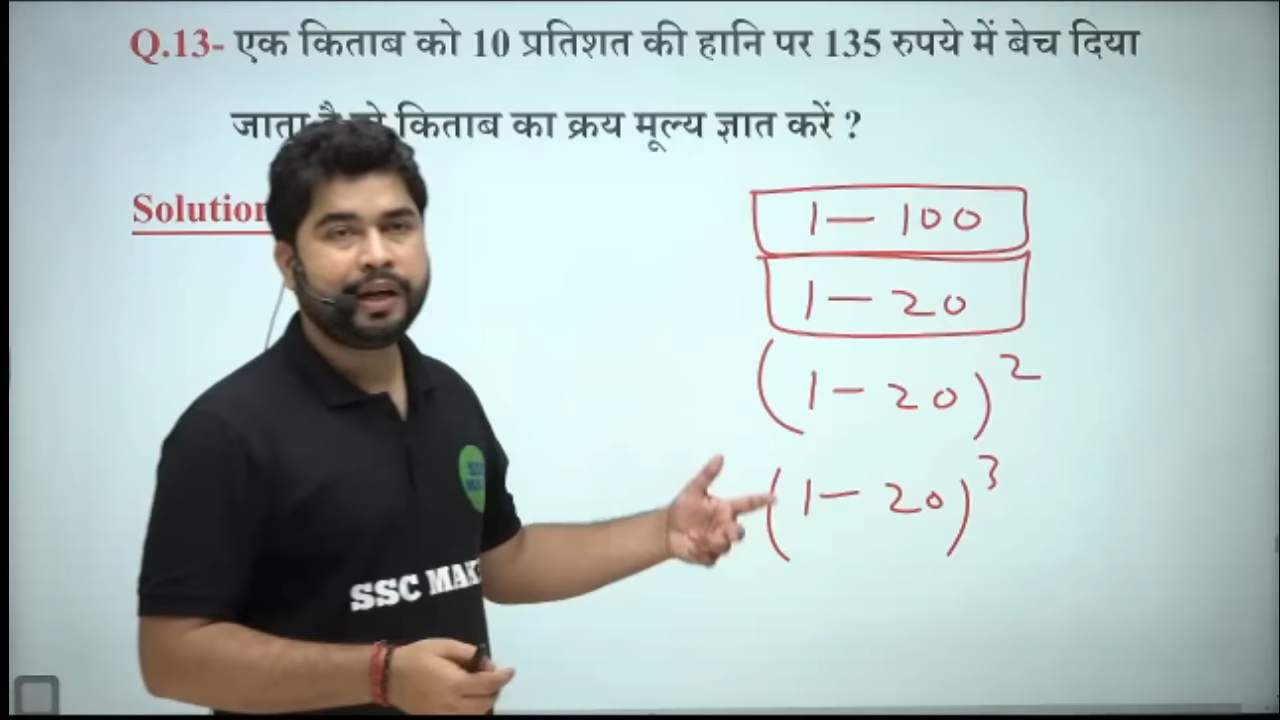 Q.13- एक किताब को 10 प्रतिशत की हानि पर 135 रुपये में बेच दिया
जाता है तो किताब का क्रय मूल्य ज्ञात करें ?
Solution
1 — 100
1 — 20
(1 - 20)²
(1 - 20)³
SSC MAK